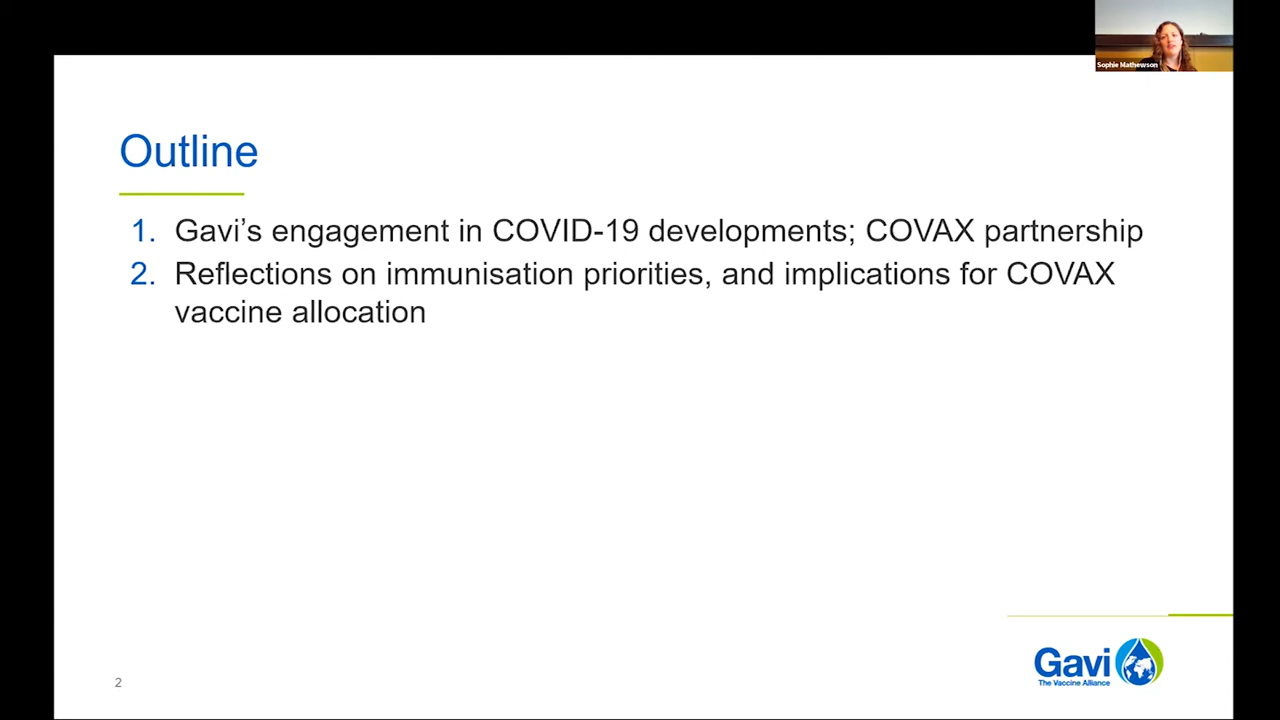 Sophie Mathewson
Outline
1. Gavi’s engagement in COVID-19 developments; COVAX partnership
2. Reflections on immunisation priorities, and implications for COVAX
vaccine allocation
Gavi
The Vaccine Alliance
2